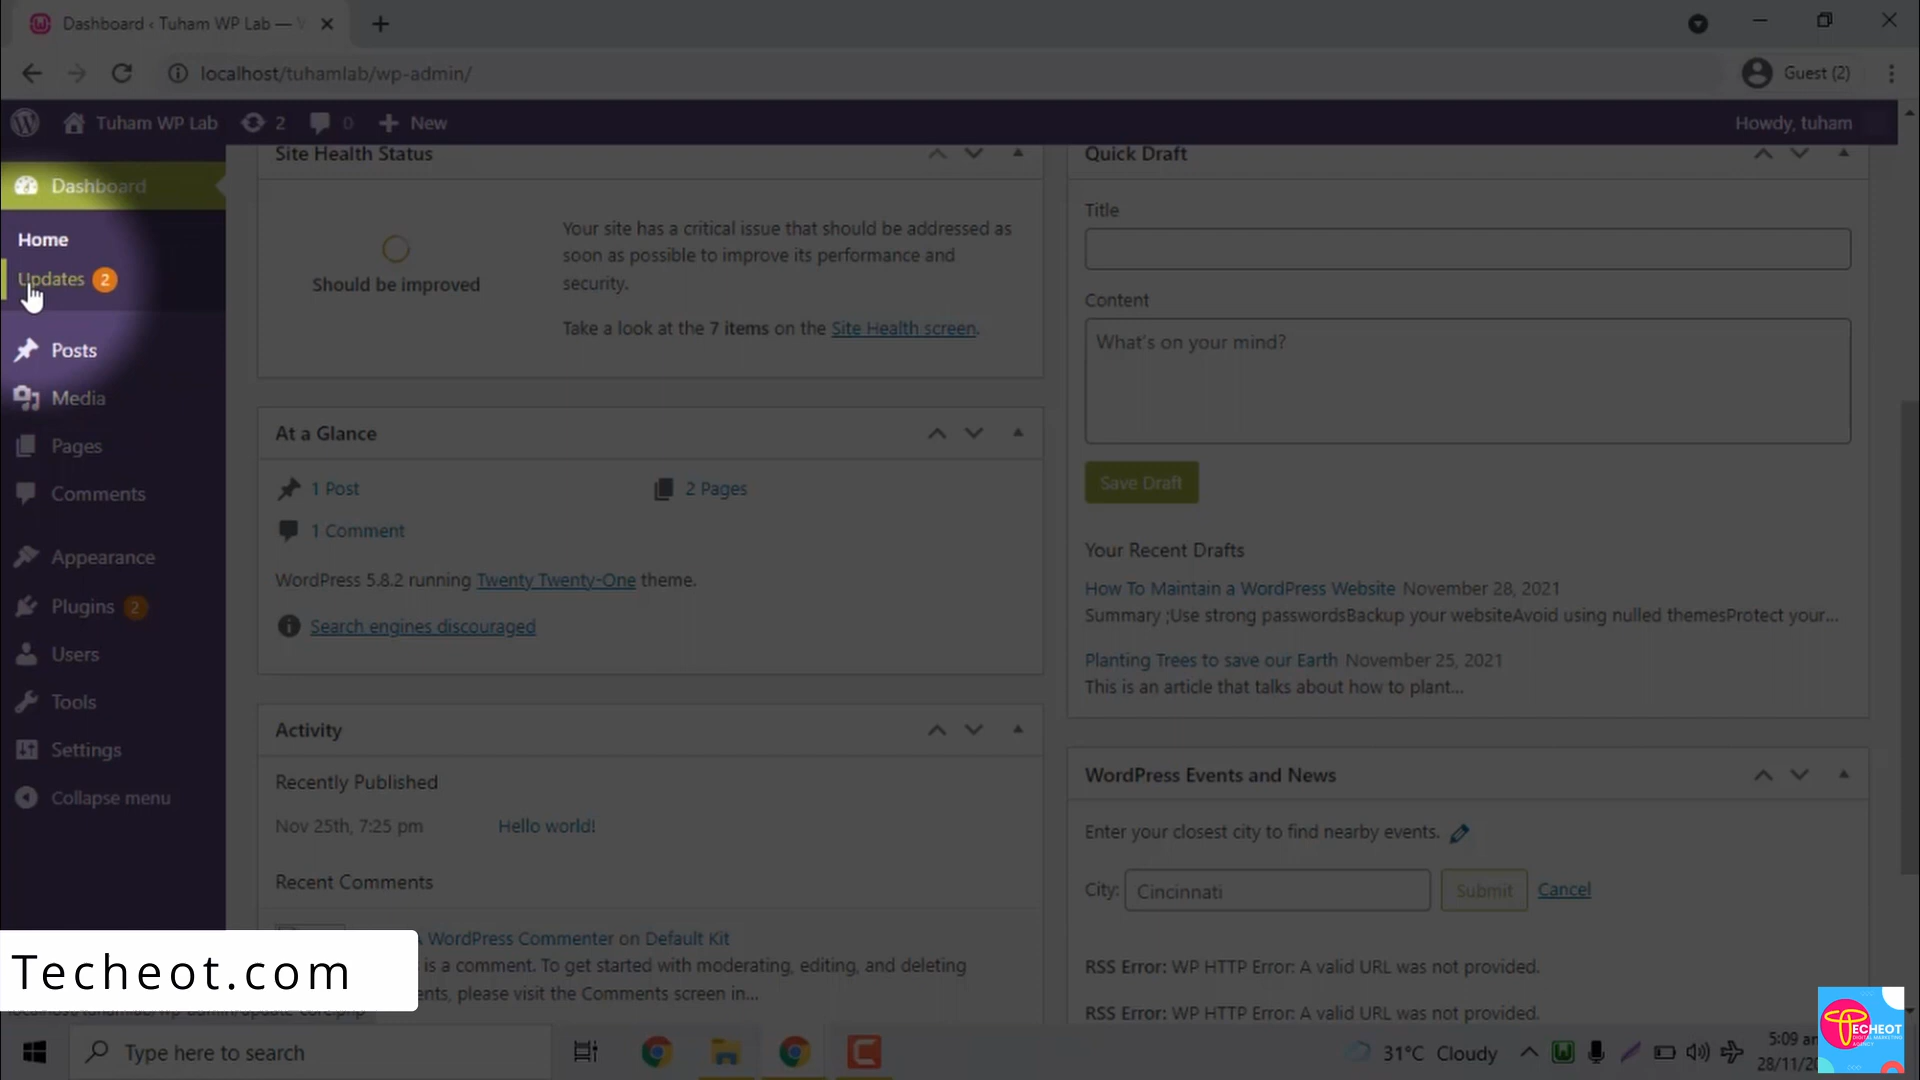 Dashboard ‹ Tuham WP Lab —
localhost/tuhamlab/wp-admin/
Guest (2)
Tuham WP Lab 2 0 New
Howdy, tuham
Dashboard
Home
Updates 2
Posts
Media
Pages
Comments
Appearance
Plugins 2
Users
Tools
Settings
Collapse menu
Site Health Status
Should be improved
Your site has a critical issue that should be addressed as
soon as possible to improve its performance and
security.
Take a look at the 7 items on the Site Health screen.
At a Glance
1 Post
2 Pages
1 Comment
WordPress 5.8.2 running Twenty Twenty-One theme.
Search engines discouraged
Activity
Recently Published
Nov 25th, 7:25 pm Hello world!
Recent Comments
A WordPress Commenter on Default Kit
is a comment. To get started with moderating, editing, and deleting
please visit the Comments screen in...
Quick Draft
Title
Content
What's on your mind?
Save Draft
Your Recent Drafts
How To Maintain a WordPress Website November 28, 2021
Summary ;Use strong passwordsBackup your websiteAvoid using nulled themesProtect your...
Planting Trees to save our Earth November 25, 2021
This is an article that talks about how to plant...
WordPress Events and News
Enter your closest city to find nearby events.
City: Cincinnati Submit Cancel
RSS Error: WP HTTP Error: A valid URL was not provided.
RSS Error: WP HTTP Error: A valid URL was not provided.
Techeot.com
Type here to search
31°C Cloudy
5:09
28/11/
TECHEOT
DIGITAL MARKETING
AGENCY